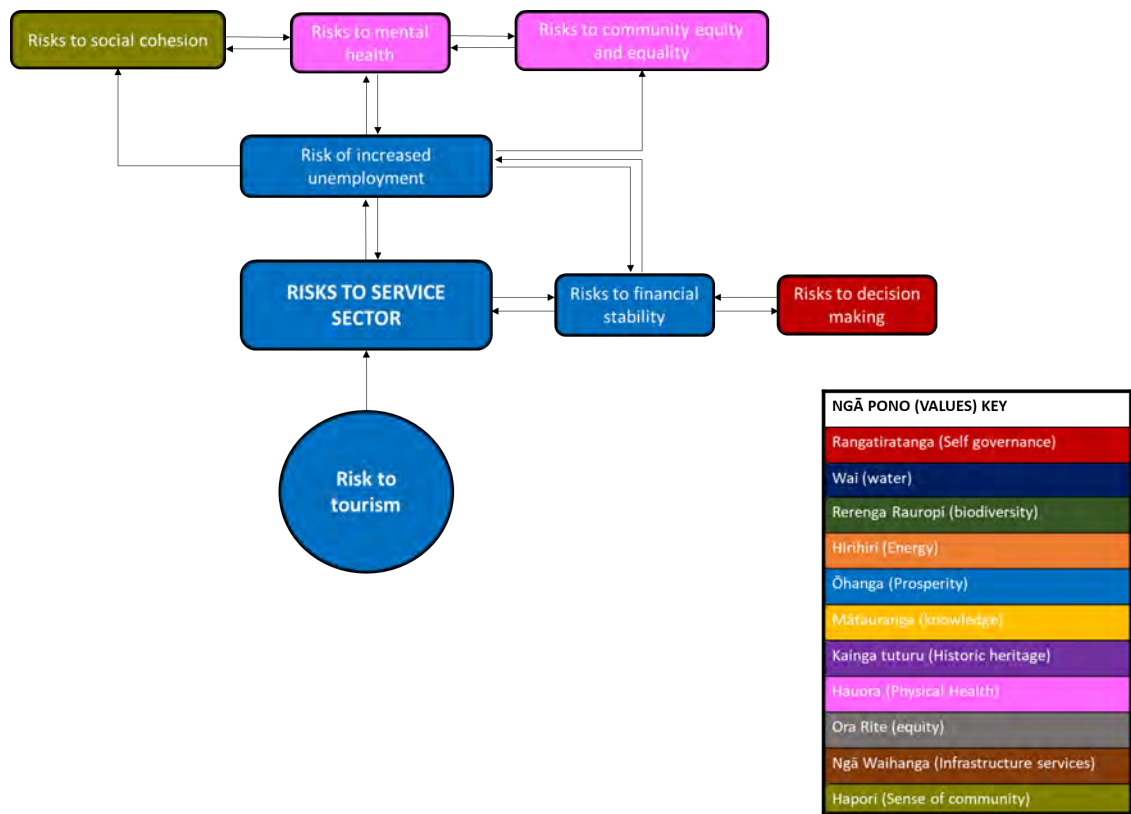 Risks to social cohesion
Risks to mental
health
Risks to community equity
and equality
Risk of increased
unemployment
RISKS TO SERVICE
SECTOR
Risks to financial
stability
Risks to decision
making
Risk to
tourism
NGĀ PONO (VALUES) KEY
Rangatiratanga (Self governance)
Wai (water)
Rerenga Rauropi (biodiversity)
Hirihiri (Energy)
Ōhanga (Prosperity)
Mātauranga (knowledge)
Kainga tuturu (Historic heritage)
Hauora (Physical Health)
Ora Rite (equity)
Ngā Waihanga (Infrastructure services)
Hapori (Sense of community)